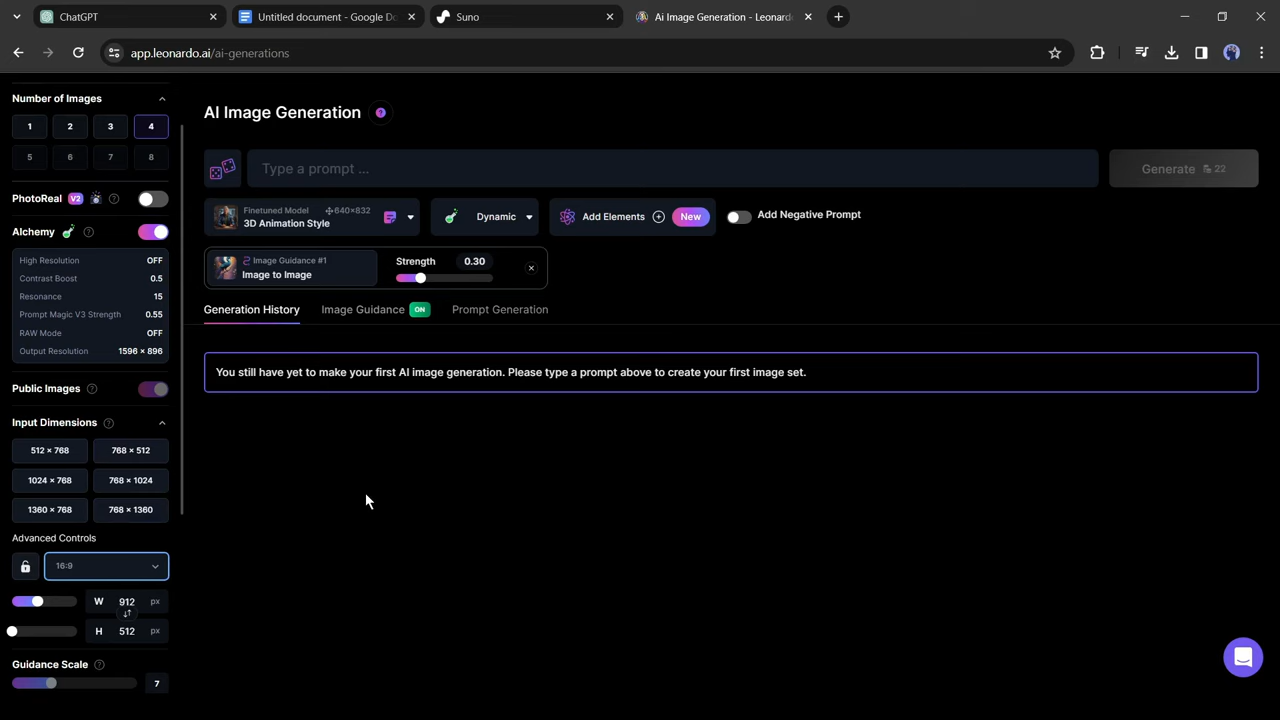 ChatGPT
Untitled document - Google Do
Suno
Ai Image Generation - Leonardo
app.leonardo.ai/ai-generations
Number of Images
1 2 3 4
5 6 7 8
PhotoReal V2
Alchemy
High Resolution OFF
Contrast Boost 0.5
Resonance 15
Prompt Magic V3 Strength 0.55
RAW Mode OFF
Output Resolution 1596 × 896
Public Images
Input Dimensions
512 × 768 768 × 512
1024 × 768 768 × 1024
1360 × 768 768 × 1360
Advanced Controls
16:9
W 912 px
H 512 px
Guidance Scale
7
AI Image Generation
Type a prompt ...
Generate 22
Finetuned Model 640×832
3D Animation Style
Dynamic
Add Elements
New
Add Negative Prompt
Image Guidance #1
Image to Image
Strength 0.30
Generation History
Image Guidance ON
Prompt Generation
You still have yet to make your first AI image generation. Please type a prompt above to create your first image set.